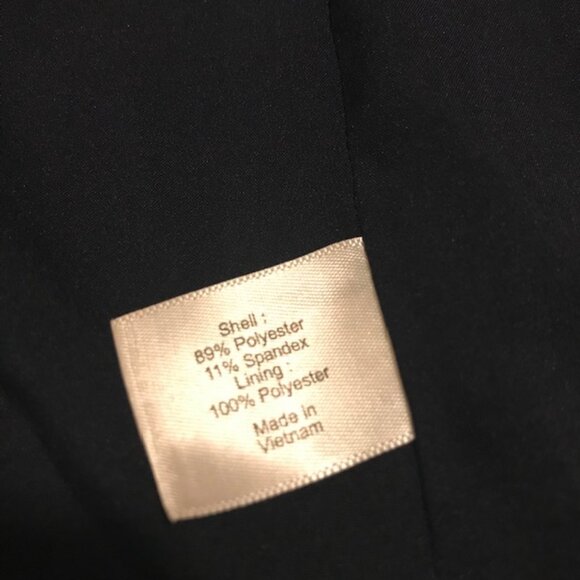 Shell :
89% Polyester
11% Spandex
Lining :
100% Polyester
Made in
Vietnam